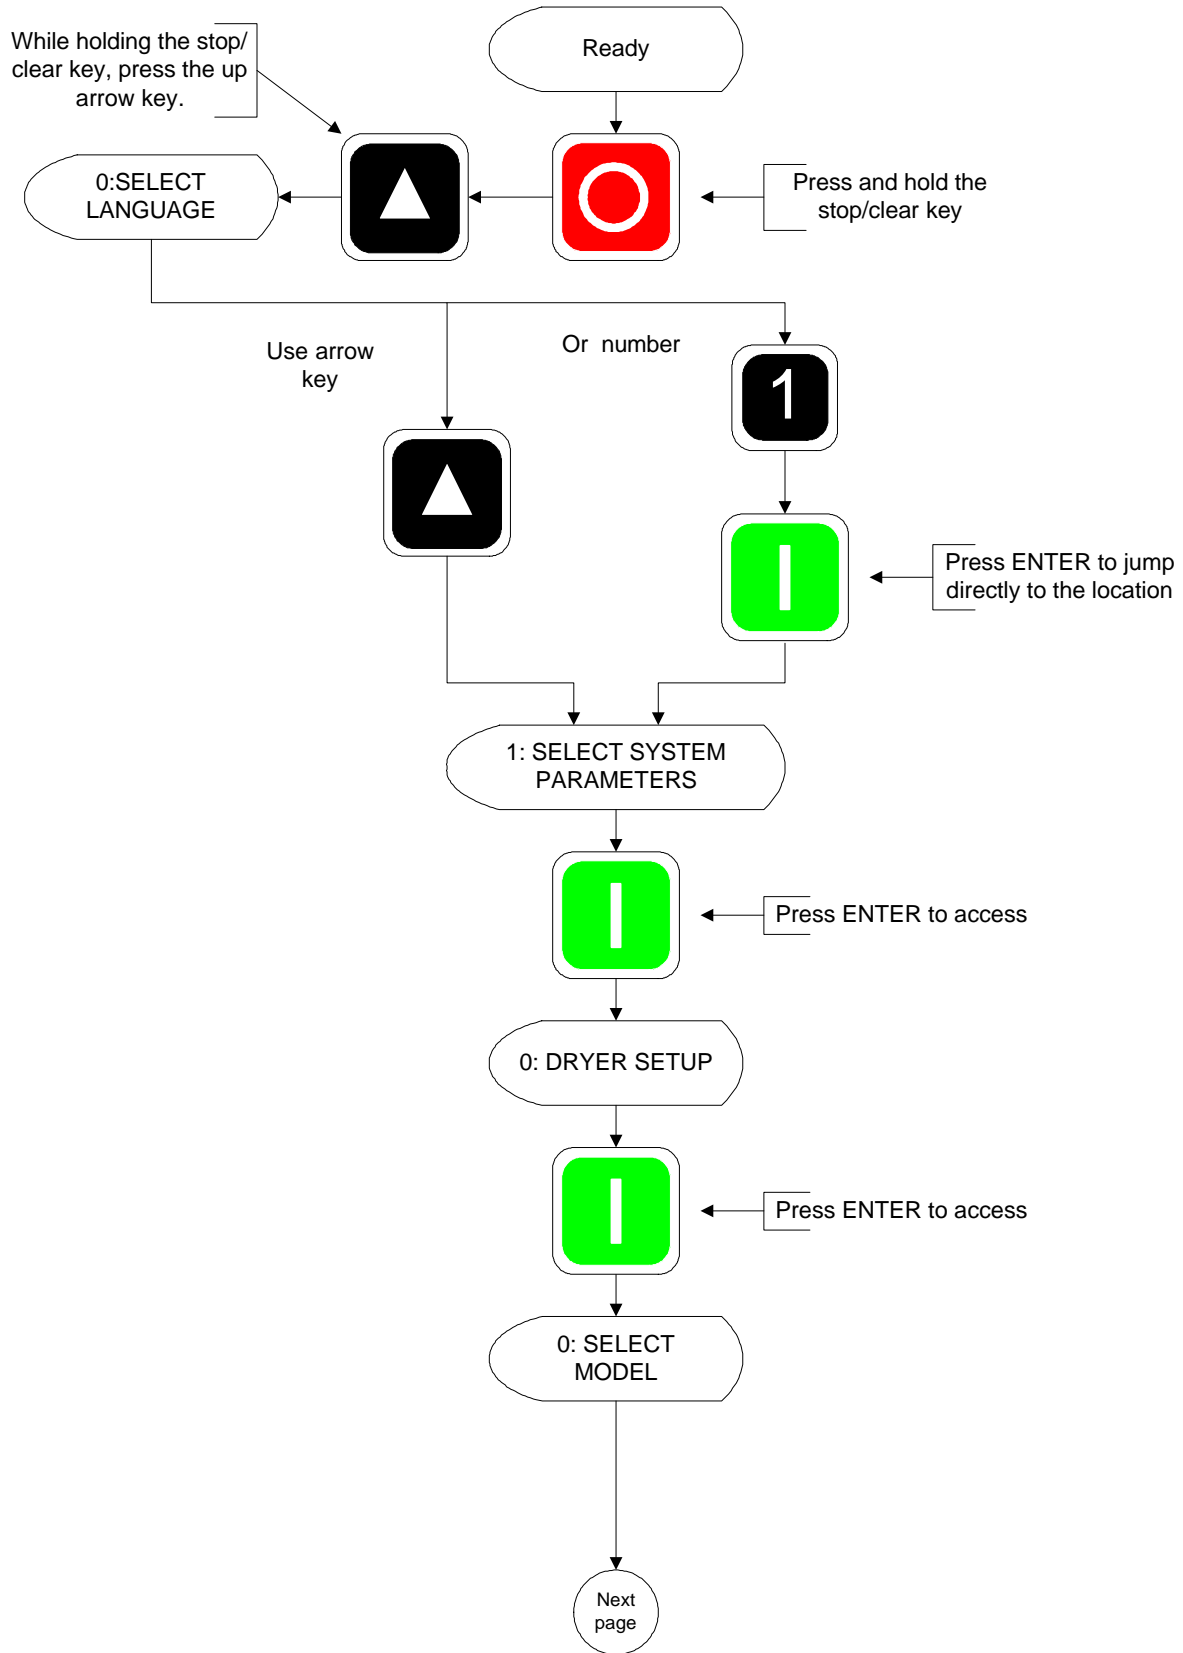 While holding the stop/
clear key, press the up
arrow key.
Ready
0:SELECT
LANGUAGE
Press and hold the
stop/clear key
Use arrow
key
Or number
1
Press ENTER to jump
directly to the location
1: SELECT SYSTEM
PARAMETERS
Press ENTER to access
0: DRYER SETUP
Press ENTER to access
0: SELECT
MODEL
Next
page